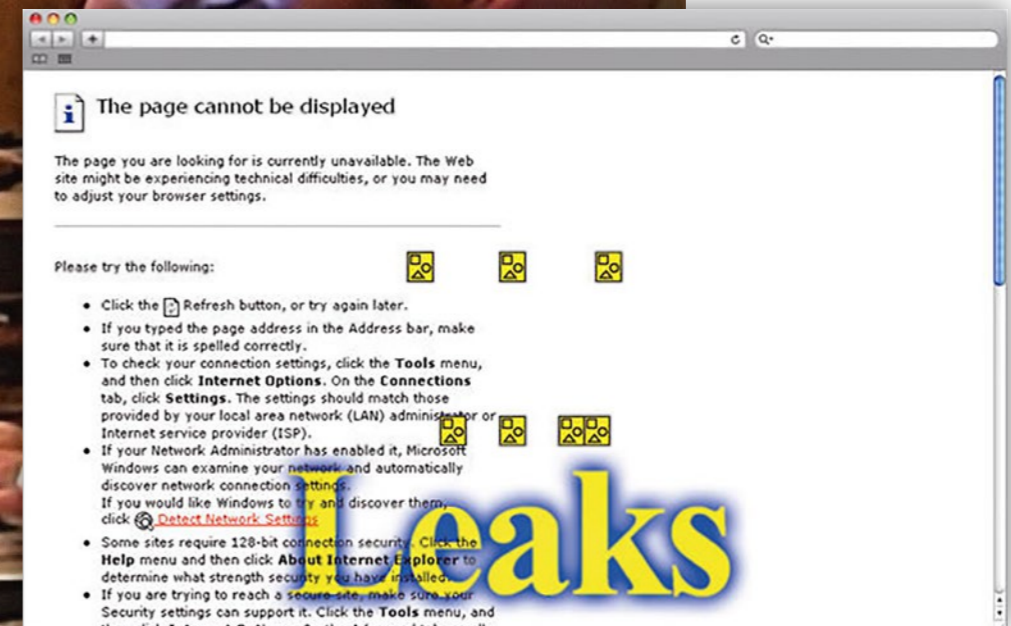 The page cannot be displayed
The page you are looking for is currently unavailable. The Web
site might be experiencing technical difficulties, or you may need
to adjust your browser settings.
Please try the following:
Click the Refresh button, or try again later.
If you typed the page address in the Address bar, make
sure that it is spelled correctly.
To check your connection settings, click the Tools menu,
and then click Internet Options. On the Connections
tab, click Settings. The settings should match those
provided by your local area network (LAN) administrator or
Internet service provider (ISP).
If your Network Administrator has enabled it, Microsoft
Windows can examine your network and automatically
discover network connection settings.
If you would like Windows to try and discover them,
click Detect Network Settings
Some sites require 128-bit connection security. Click the
Help menu and then click About Internet Explorer to
determine what strength security you have installed.
If you are trying to reach a secure site, make sure your
Security settings can support it. Click the Tools menu, and
Leaks